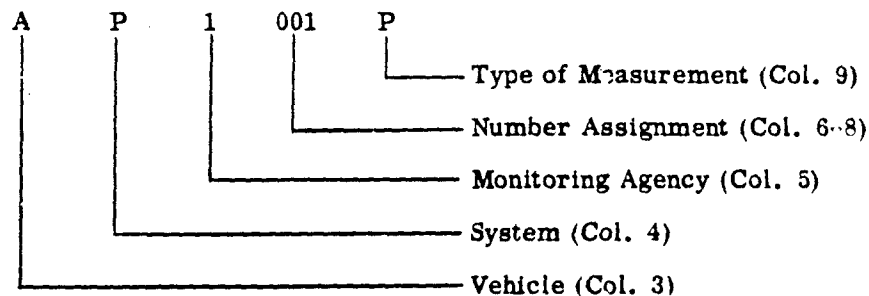 A P 1 001 P
Type of Measurement (Col. 9)
Number Assignment (Col. 6-8)
Monitoring Agency (Col. 5)
System (Col. 4)
Vehicle (Col. 3)